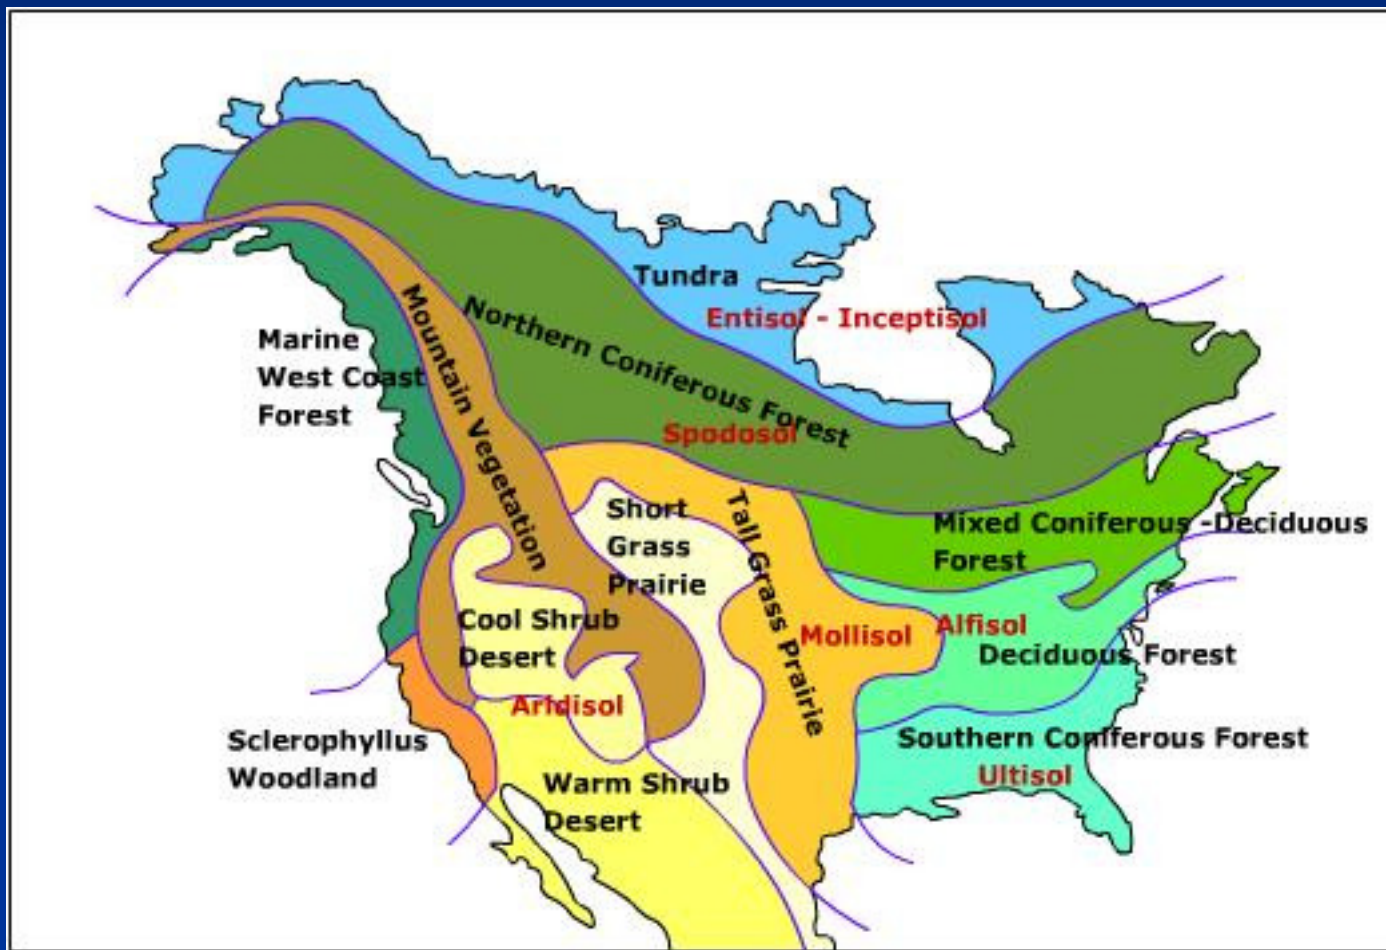 Tundra
Entisol - Inceptisol
Northern Coniferous Forest
Spodosol
Marine
West Coast
Forest
Mountain Vegetation
Short
Grass
Prairie
Tall Grass Prairie
Mixed Coniferous -Deciduous
Forest
Cool Shrub
Desert
Mollisol
Alfisol
Deciduous Forest
Aridisol
Sclerophyllus
Woodland
Southern Coniferous Forest
Ultisol
Warm Shrub
Desert